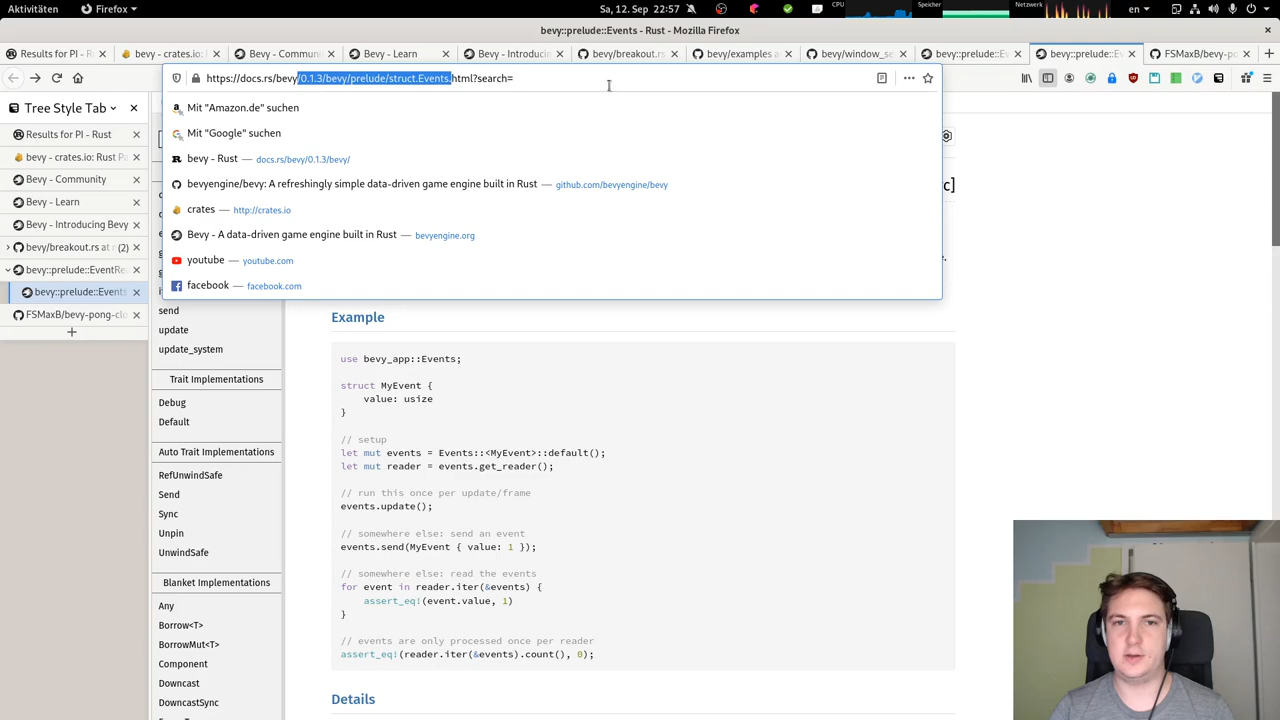 Aktivitäten
Firefox ▾
Sa, 12. Sep 22:57
CPU
Speicher
Netzwerk
en
bevy::prelude::Events - Rust - Mozilla Firefox
Results for PI - Rust
bevy - crates.io:
Bevy - Commun
Bevy - Learn
Bevy - Introducin
bevy/breakout.rs
bevy/examples a
bevy/window_se
bevy::prelude::E
bevy::prelude::E
FSMaxB/bevy-po
https://docs.rs/bevy/0.1.3/bevy/prelude/struct.Events.html?search=
Mit "Amazon.de" suchen
Mit "Google" suchen
bevy - Rust — docs.rs/bevy/0.1.3/bevy/
bevyengine/bevy: A refreshingly simple data-driven game engine built in Rust — github.com/bevyengine/bevy
crates — http://crates.io
Bevy - A data-driven game engine built in Rust — bevyengine.org
youtube — youtube.com
facebook — facebook.com
Tree Style Tab
Results for PI - Rust
bevy - crates.io: Rust Pa
Bevy - Community
Bevy - Learn
Bevy - Introducing Bevy
bevy/breakout.rs at r (2)
bevy::prelude::EventRe
bevy::prelude::Events
FSMaxB/bevy-pong-clo
send
update
update_system
Trait Implementations
Debug
Default
Auto Trait Implementations
RefUnwindSafe
Send
Sync
Unpin
UnwindSafe
Blanket Implementations
Any
Borrow<T>
BorrowMut<T>
Component
Downcast
DowncastSync
Example
use bevy_app::Events;
struct MyEvent {
value: usize
}
// setup
let mut events = Events::<MyEvent>::default();
let mut reader = events.get_reader();
// run this once per update/frame
events.update();
// somewhere else: send an event
events.send(MyEvent { value: 1 });
// somewhere else: read the events
for event in reader.iter(&events) {
assert_eq!(event.value, 1)
}
// events are only processed once per reader
assert_eq!(reader.iter(&events).count(), 0);
Details